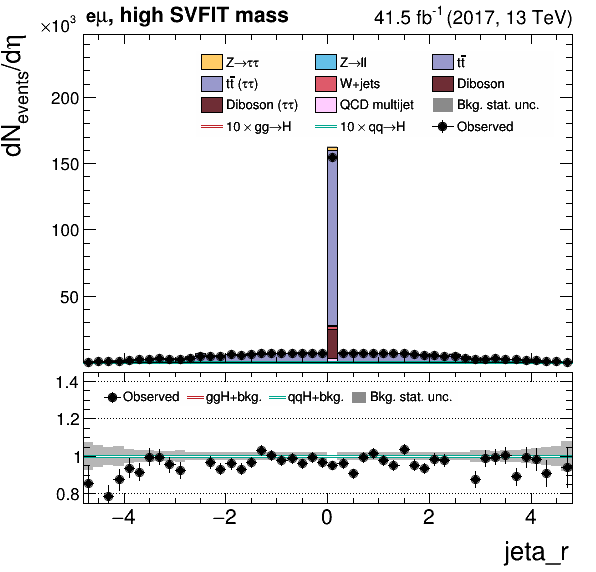 eμ, high SVFIT mass 41.5 fb⁻¹ (2017, 13 TeV)
×10³
dN_events/dη
Z→ττ Z→ll tt̄
tt̄ (ττ) W+jets Diboson
Diboson (ττ) QCD multijet Bkg. stat. unc.
10 × gg→H 10 × qq→H Observed
200
150
100
50
1.4
Observed ggH+bkg. qqH+bkg. Bkg. stat. unc.
1.2
1
0.8
−4 −2 0 2 4
jeta_r